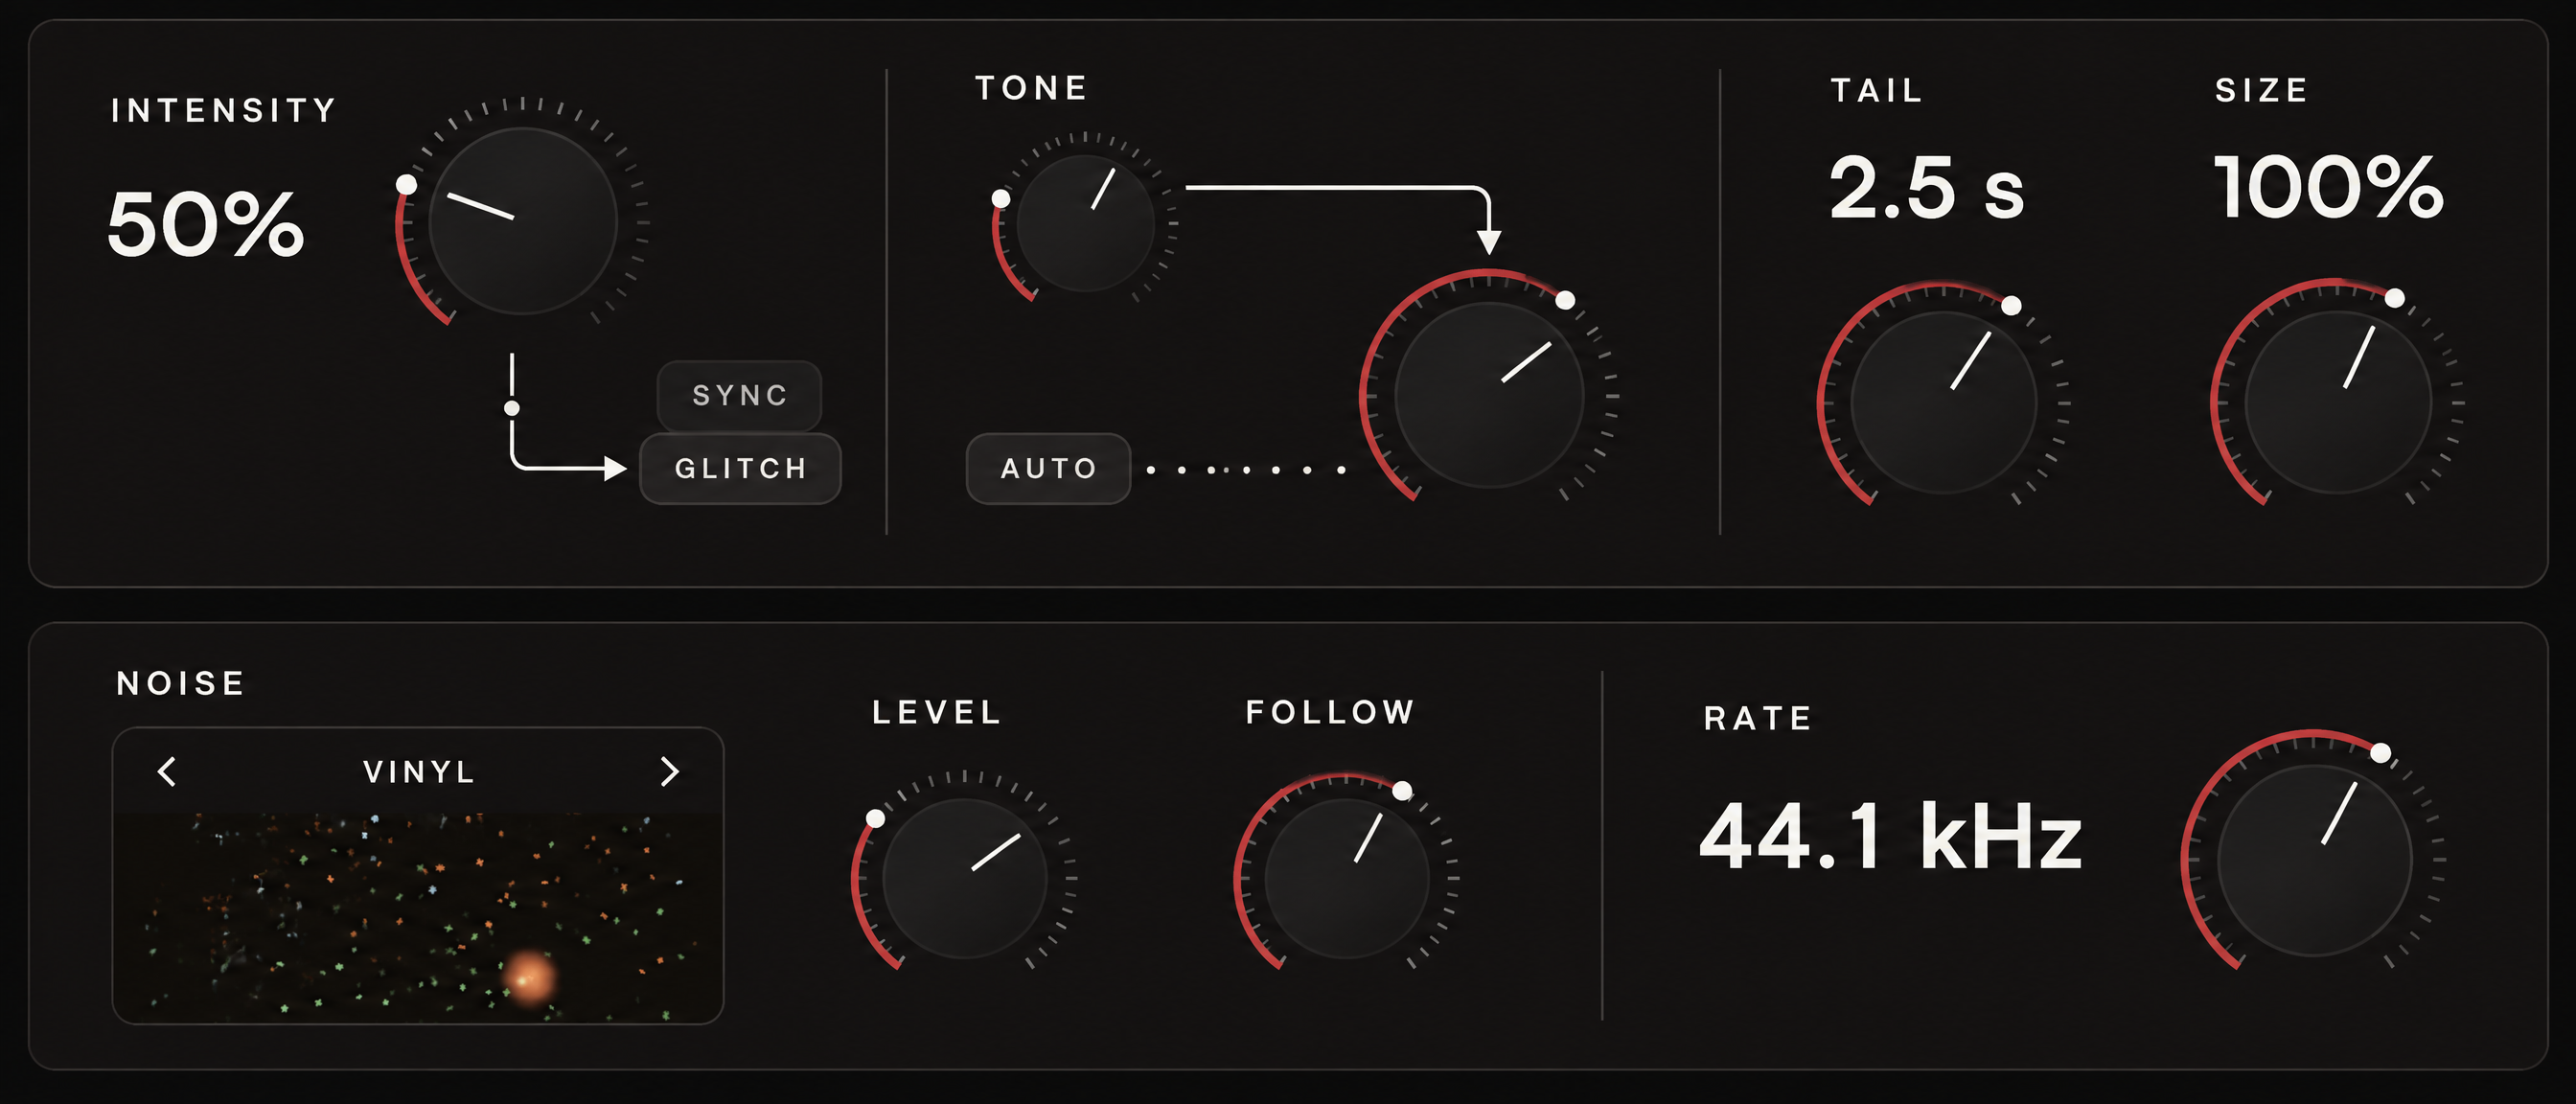 INTENSITY
50%
SYNC
GLITCH
TONE
AUTO
TAIL
2.5 s
SIZE
100%
NOISE
VINYL
LEVEL
FOLLOW
RATE
44.1 kHz